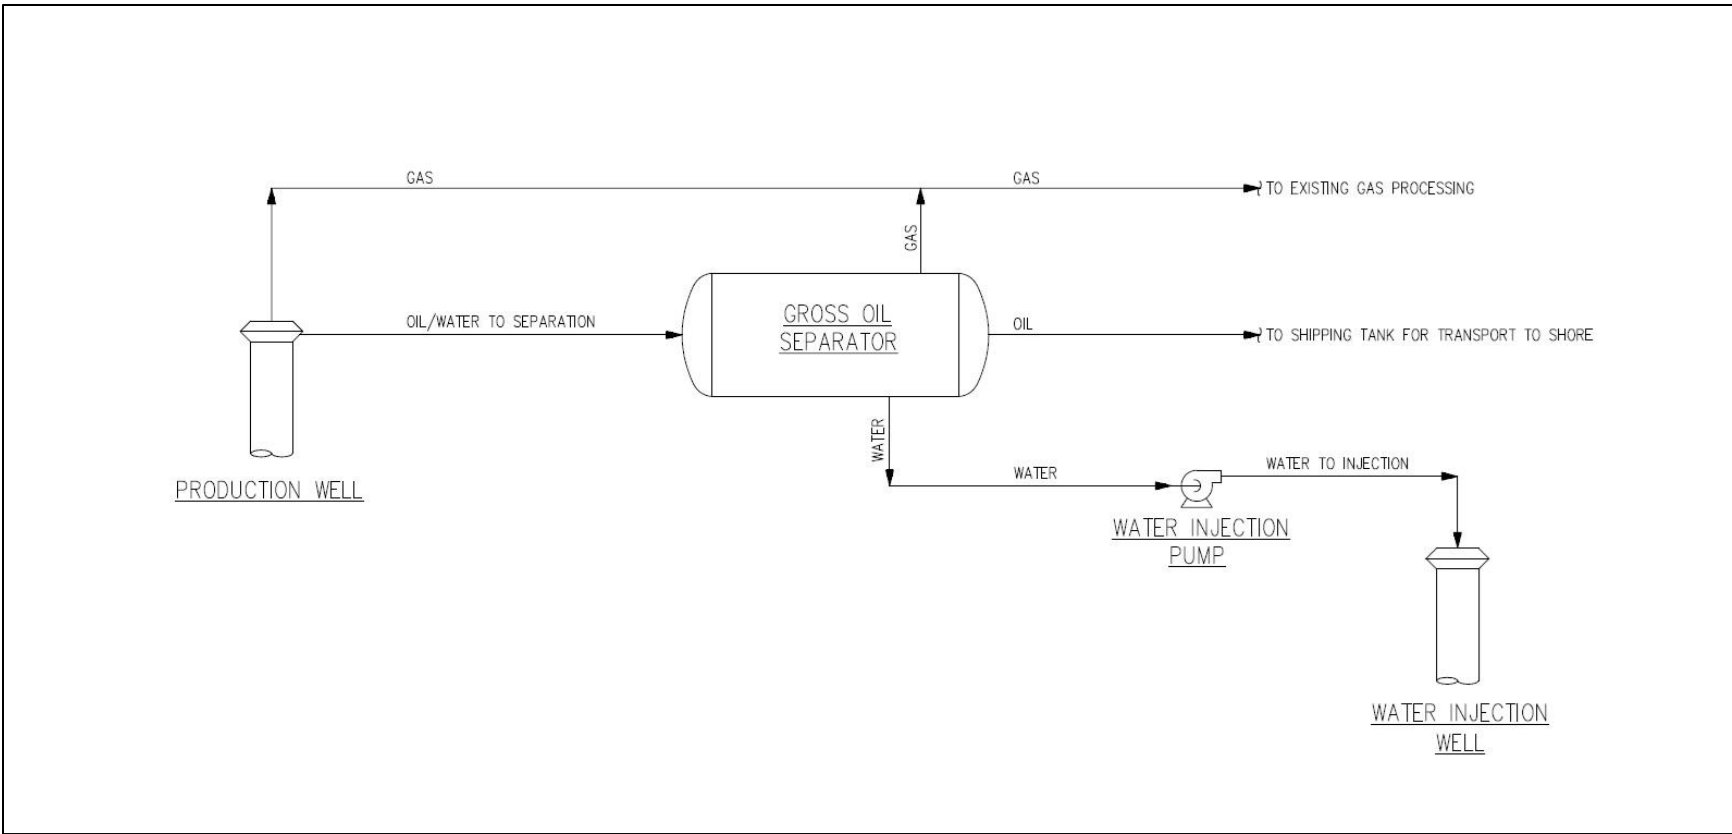 GAS
GAS
TO EXISTING GAS PROCESSING
GAS
OIL/WATER TO SEPARATION
GROSS OIL
SEPARATOR
OIL
TO SHIPPING TANK FOR TRANSPORT TO SHORE
WATER
PRODUCTION WELL
WATER
WATER TO INJECTION
WATER INJECTION
PUMP
WATER INJECTION
WELL